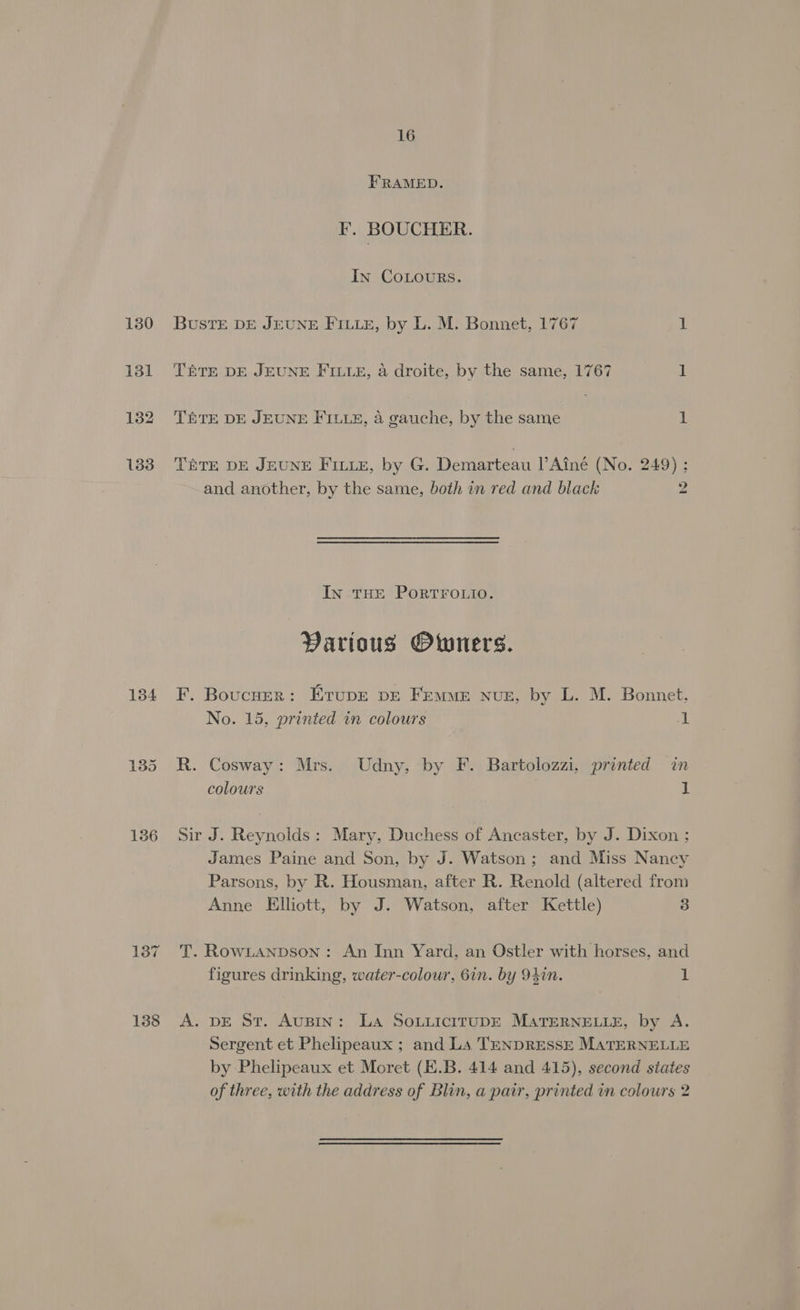 16
FRAMED.
F. BOUCHER.
IN COLOURS.
130 BUSTE DE JEUNE FILLE, by L. M. Bonnet, 1767 1
131 TÊTE DE JEUNE FILLE, à droite, by the same, 1767 1
132 TÊTE DE JEUNE FILLE, à gauche, by the same 1
133 TÊTE DE JEUNE FILLE, by G. Demarteau l'Ainé (No. 249);
and another, by the same, both in red and black 2
IN THE PORTFOLIO.
Various Owners.
134 F. BOUCHER: ETUDE DE FEMME NUE, by L. M. Bonnet,
No. 15, printed in colours 1
135 R. Cosway: Mrs. Udny, by F. Bartolozzi, printed in
colours 1
136 Sir J. Reynolds: Mary, Duchess of Ancaster, by J. Dixon;
James Paine and Son, by J. Watson; and Miss Nancy
Parsons, by R. Housman, after R. Renold (altered from
Anne Elliott, by J. Watson, after Kettle) 3
137 T. ROWLANDSON: An Inn Yard, an Ostler with horses, and
figures drinking, water-colour, 6in. by 9½in. 1
138 A. DE ST. AUBIN: LA SOLLICITUDE MATERNELLE, by A.
Sergent et Phelipeaux; and LA TENDRESSE MATERNELLE
by Phelipeaux et Moret (E.B. 414 and 415), second states
of three, with the address of Blin, a pair, printed in colours 2